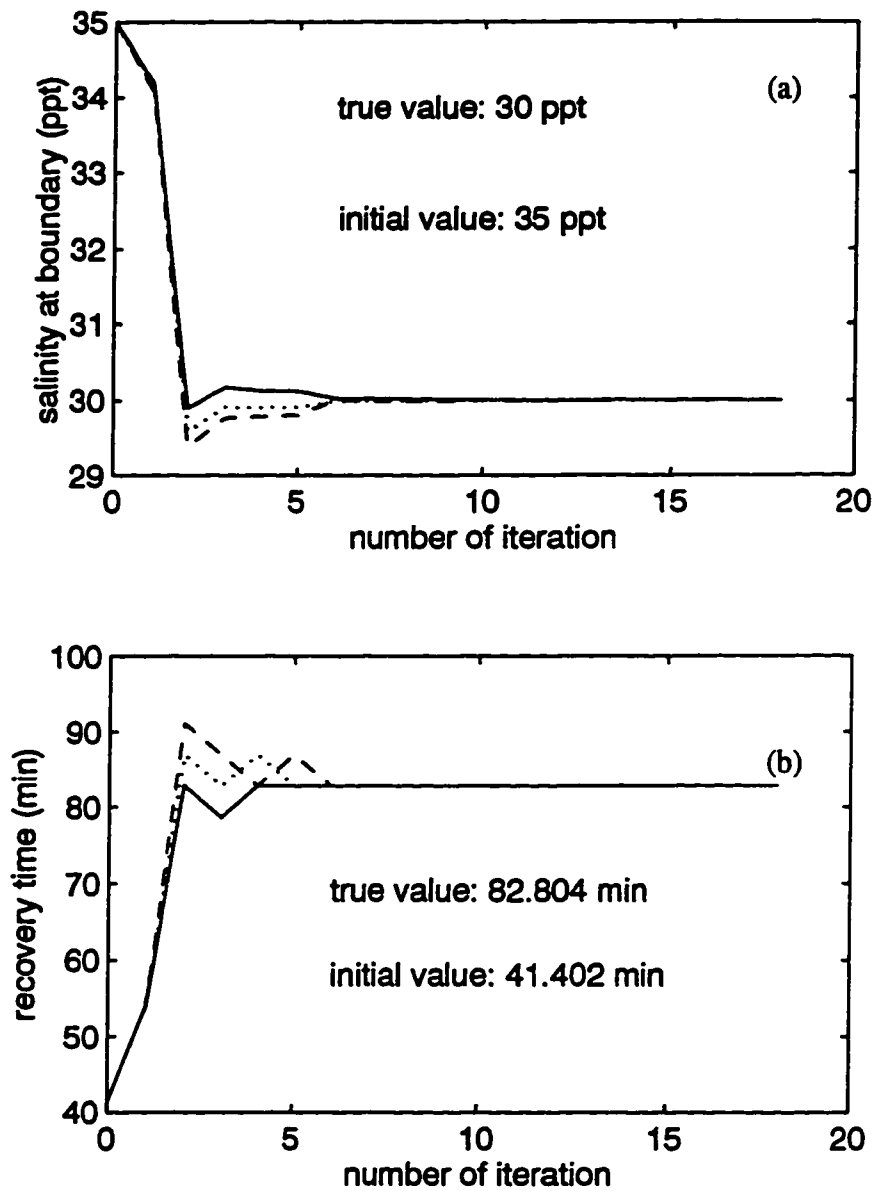 35
34
33
32
31
30
29
salinity at boundary (ppt)
(a)
true value: 30 ppt
initial value: 35 ppt
0
5
10
15
20
number of iteration
100
90
80
70
60
50
40
recovery time (min)
(b)
true value: 82.804 min
initial value: 41.402 min
0
5
10
15
20
number of iteration